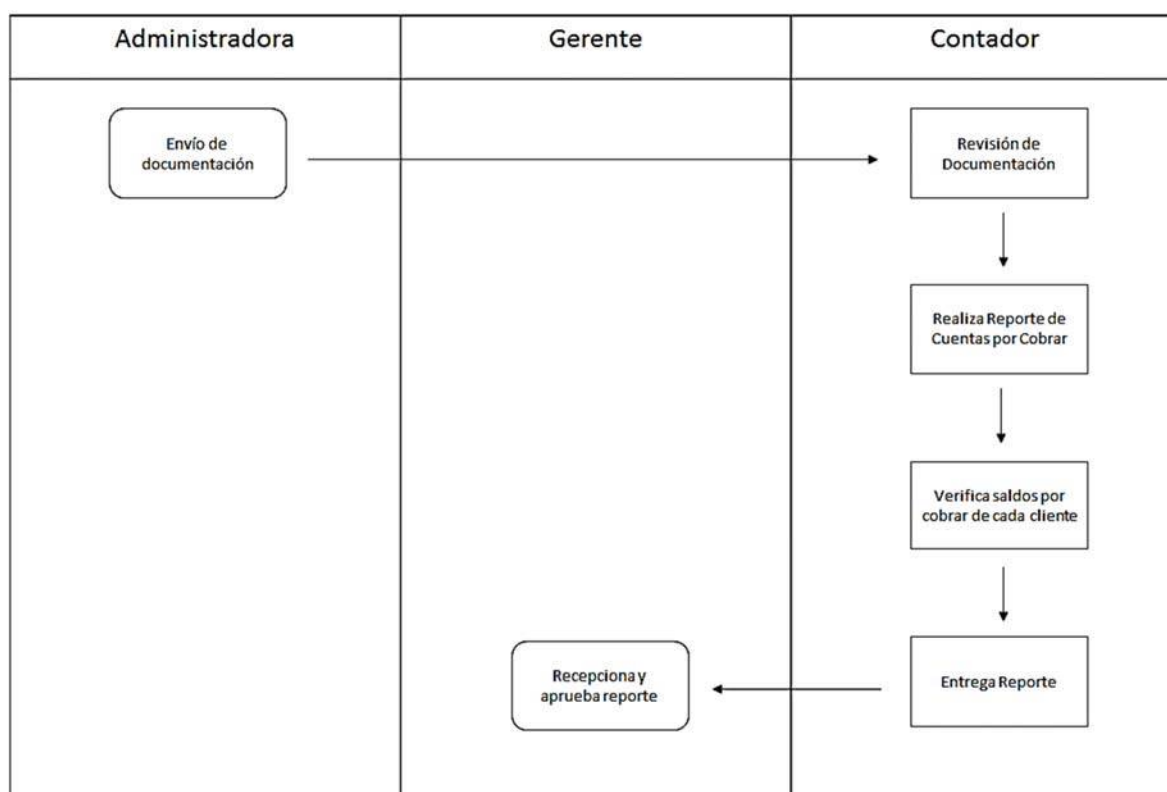 Administradora
Gerente
Contador
Envío de
documentación
Revisión de
Documentación
Realiza Reporte de
Cuentas por Cobrar
Verifica saldos por
cobrar de cada cliente
Recepciona y
aprueba reporte
Entrega Reporte